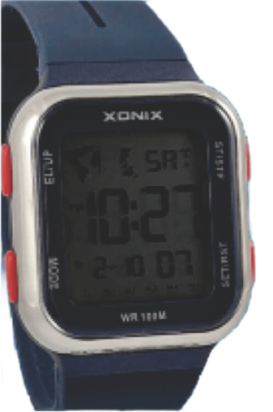 XONIX
EL/UP
ST/STP
SAT
10:27
2-10 07
MODE
SET/RST
WR 100M